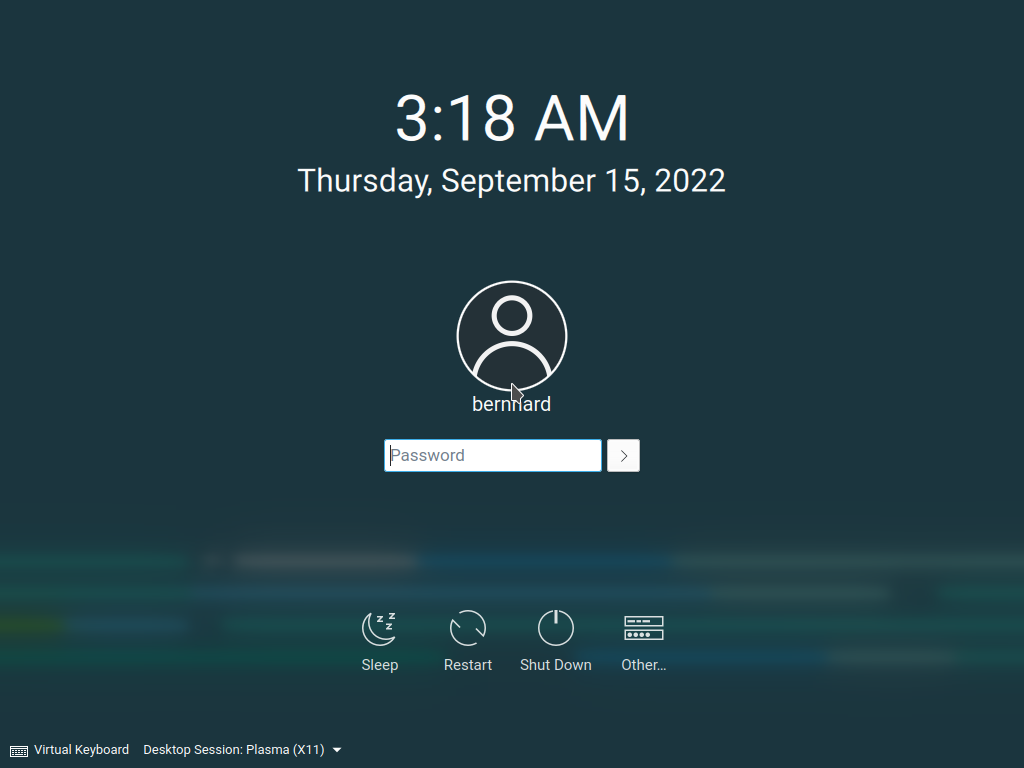 3:18 AM
Thursday, September 15, 2022
bernhard
Password
Sleep
Restart
Shut Down
Other...
Virtual Keyboard
Desktop Session: Plasma (X11)